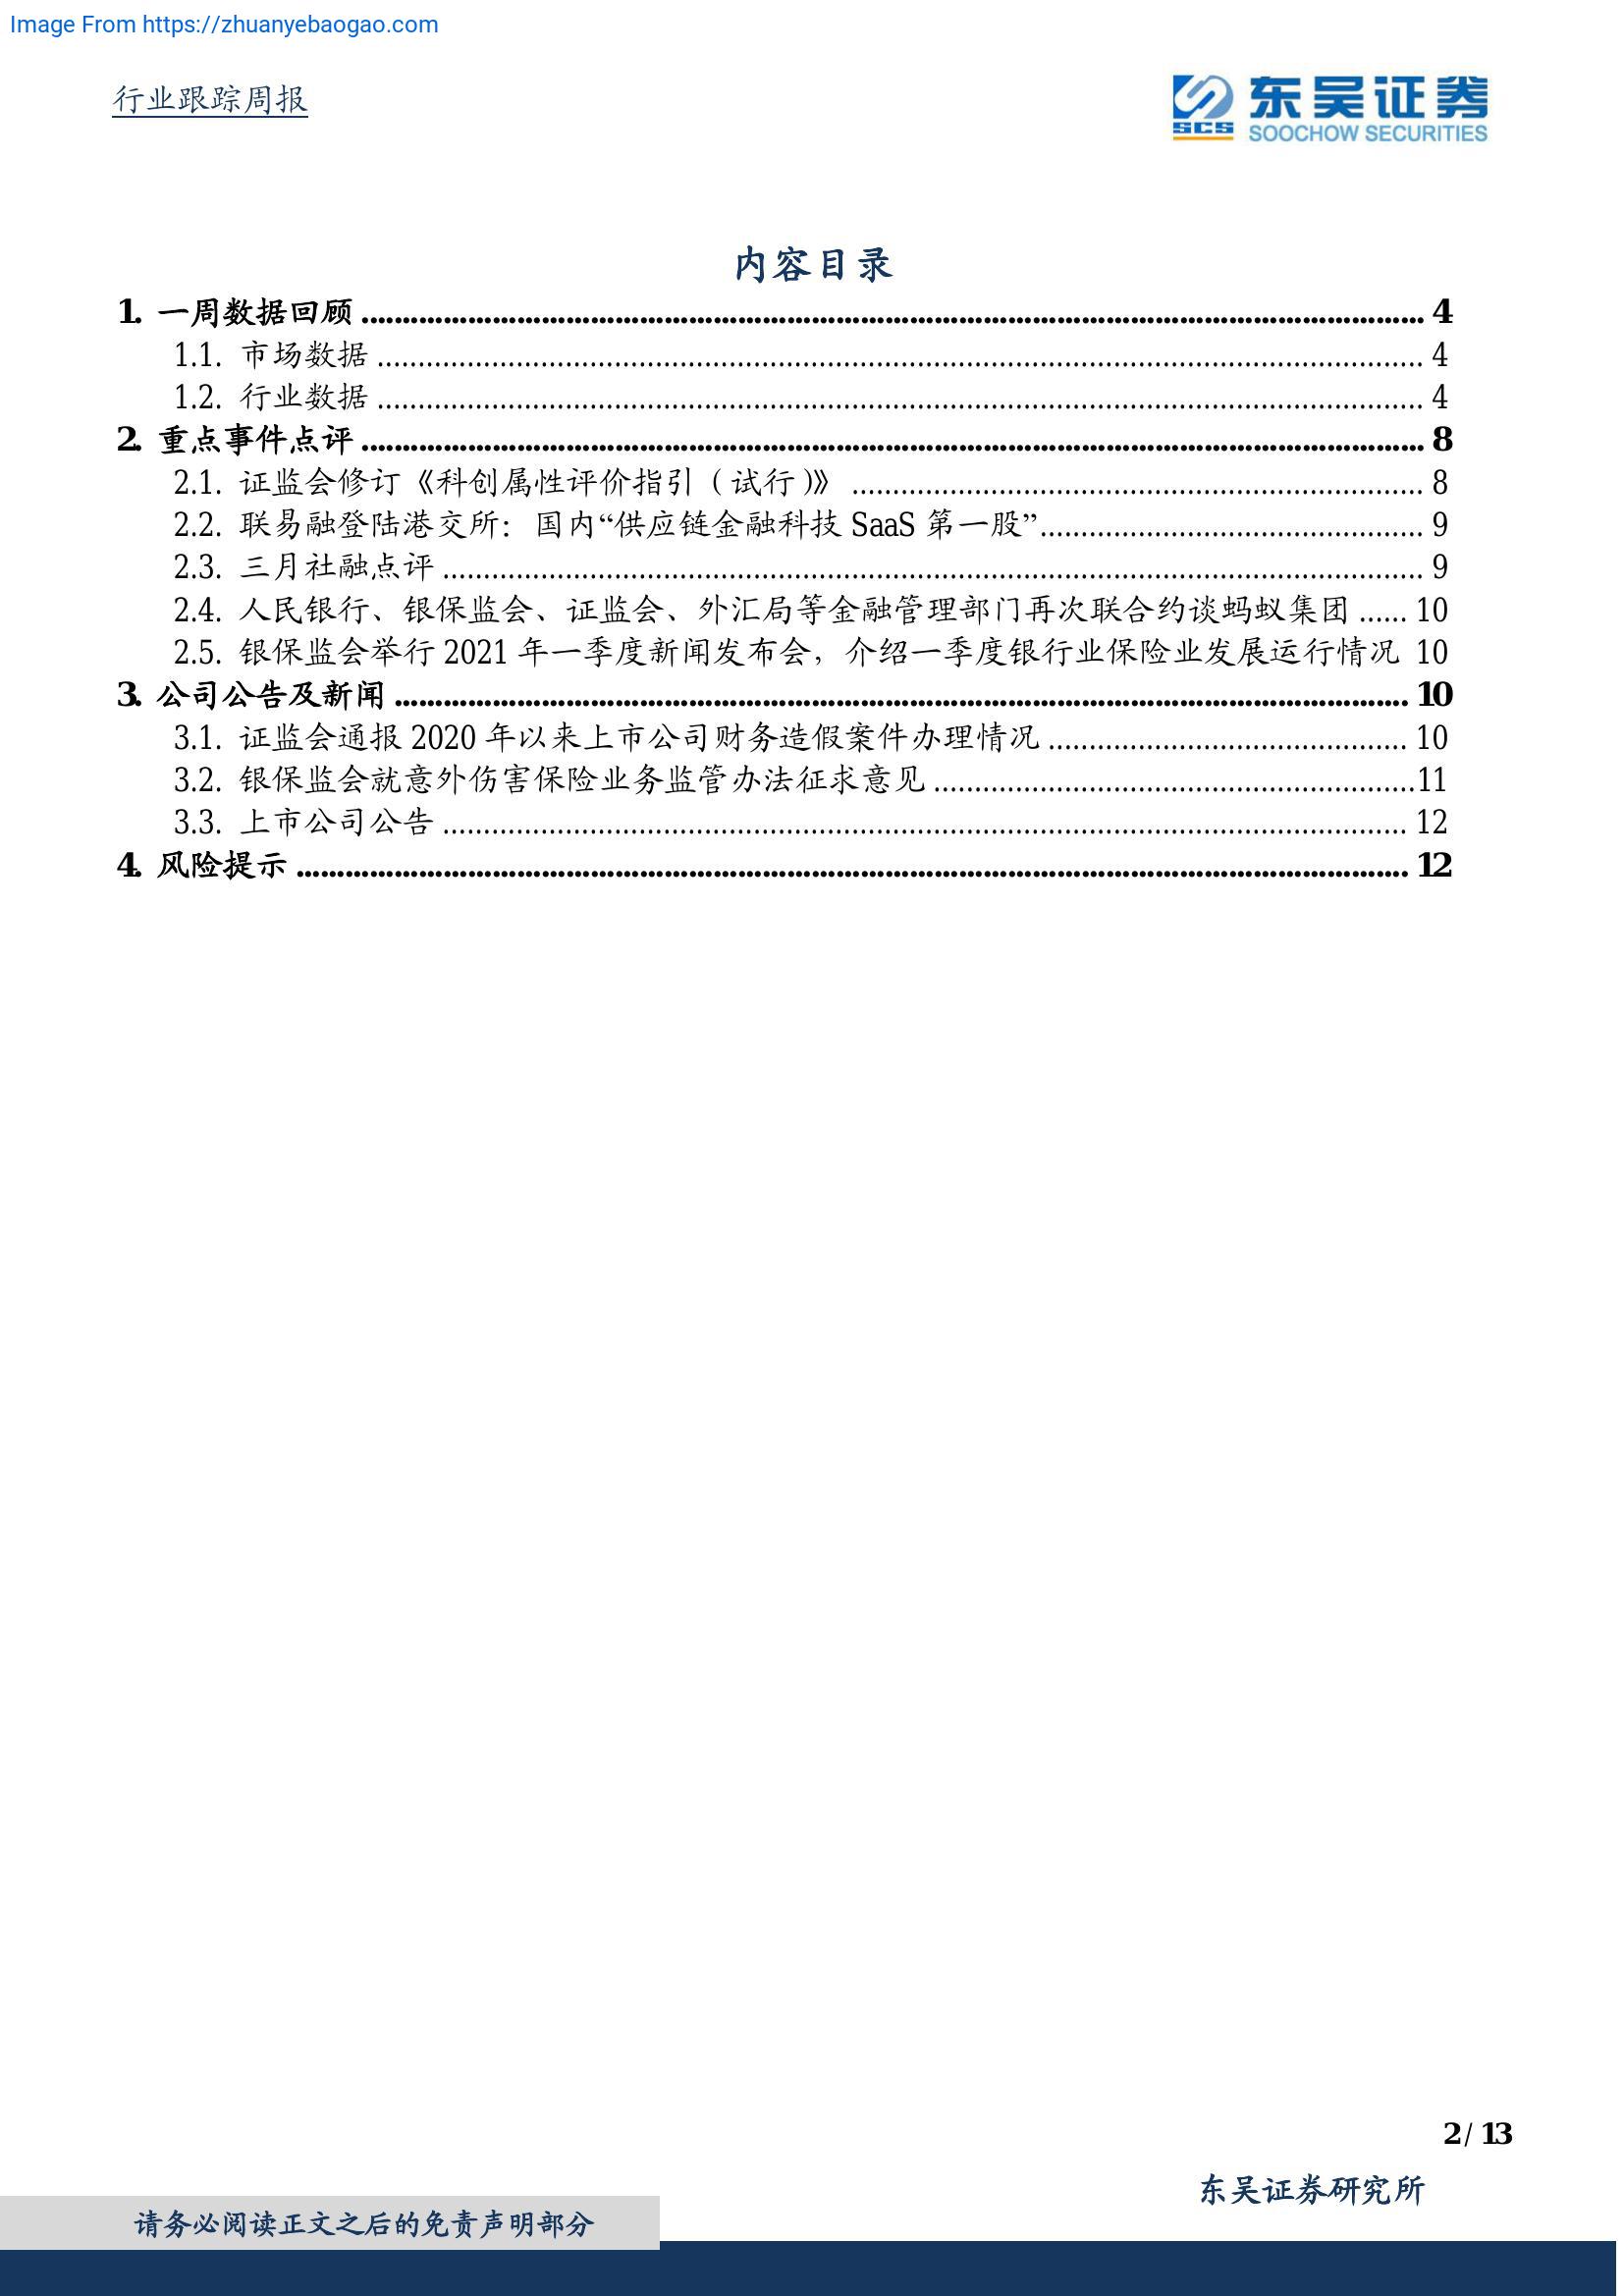 Image From https://zhuanyebaogao.com
行业跟踪周报
SCS
东吴证券
SOOCHOW SECURITIES
内容目录
1. 一周数据回顾 ........................................ 4
1.1. 市场数据 ........................................ 4
1.2. 行业数据 ........................................ 4
2. 重点事件点评 ........................................ 8
2.1. 证监会修订《科创属性评价指引（试行)》 ........................................ 8
2.2. 联易融登陆港交所：国内“供应链金融科技 SaaS 第一股”........................................ 9
2.3. 三月社融点评 ........................................ 9
2.4. 人民银行、银保监会、证监会、外汇局等金融管理部门再次联合约谈蚂蚁集团 ...... 10
2.5. 银保监会举行 2021 年一季度新闻发布会，介绍一季度银行业保险业发展运行情况 10
3. 公司公告及新闻 ........................................ 10
3.1. 证监会通报 2020 年以来上市公司财务造假案件办理情况 ........................................ 10
3.2. 银保监会就意外伤害保险业务监管办法征求意见 ........................................11
3.3. 上市公司公告 ........................................ 12
4. 风险提示 ........................................ 12
2 / 13
东吴证券研究所
请务必阅读正文之后的免责声明部分